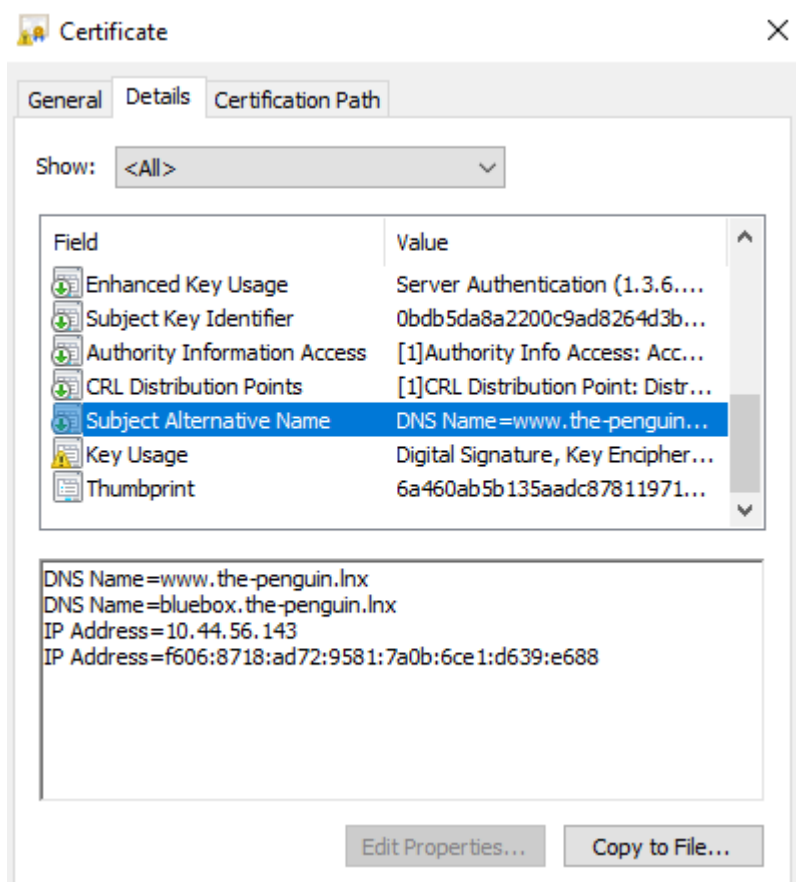 Certificate
General Details Certification Path
Show: <All>
Field Value
Enhanced Key Usage Server Authentication (1.3.6....
Subject Key Identifier 0bdb5da8a2200c9ad8264d3b...
Authority Information Access [1]Authority Info Access: Acc...
CRL Distribution Points [1]CRL Distribution Point: Distr...
Subject Alternative Name DNS Name=www.the-penguin...
Key Usage Digital Signature, Key Encipher...
Thumbprint 6a460ab5b135aadc87811971...
DNS Name=www.the-penguin.lnx
DNS Name=bluebox.the-penguin.lnx
IP Address=10.44.56.143
IP Address=f606:8718:ad72:9581:7a0b:6ce1:d639:e688
Edit Properties... Copy to File...